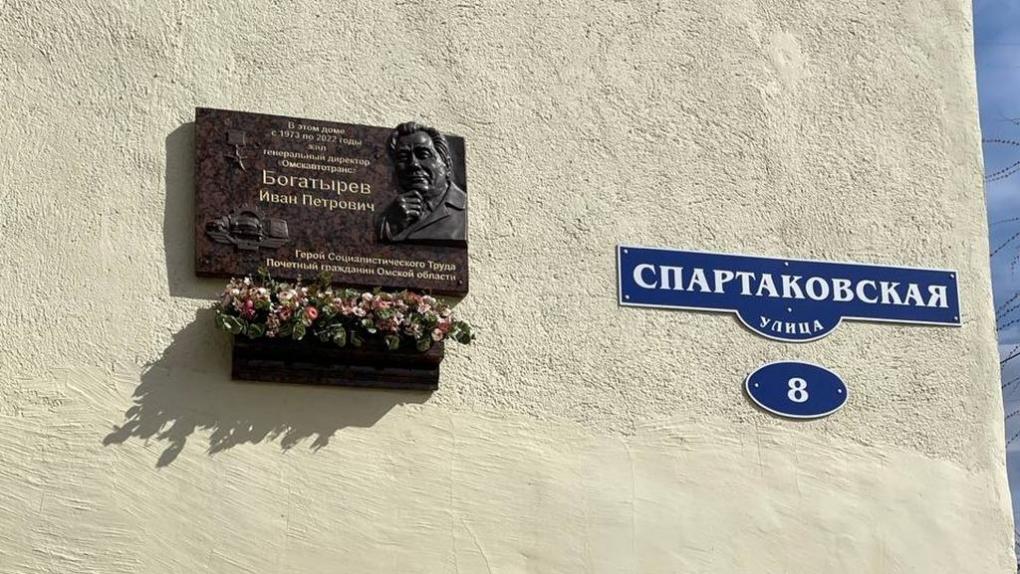 В этом доме
с 1973 по 2022 годы
жил
генеральный директор
«Омскавтотранс»
Богатырев
Иван Петрович
Герой Социалистического Труда
Почетный гражданин Омской области
СПАРТАКОВСКАЯ
УЛИЦА
8